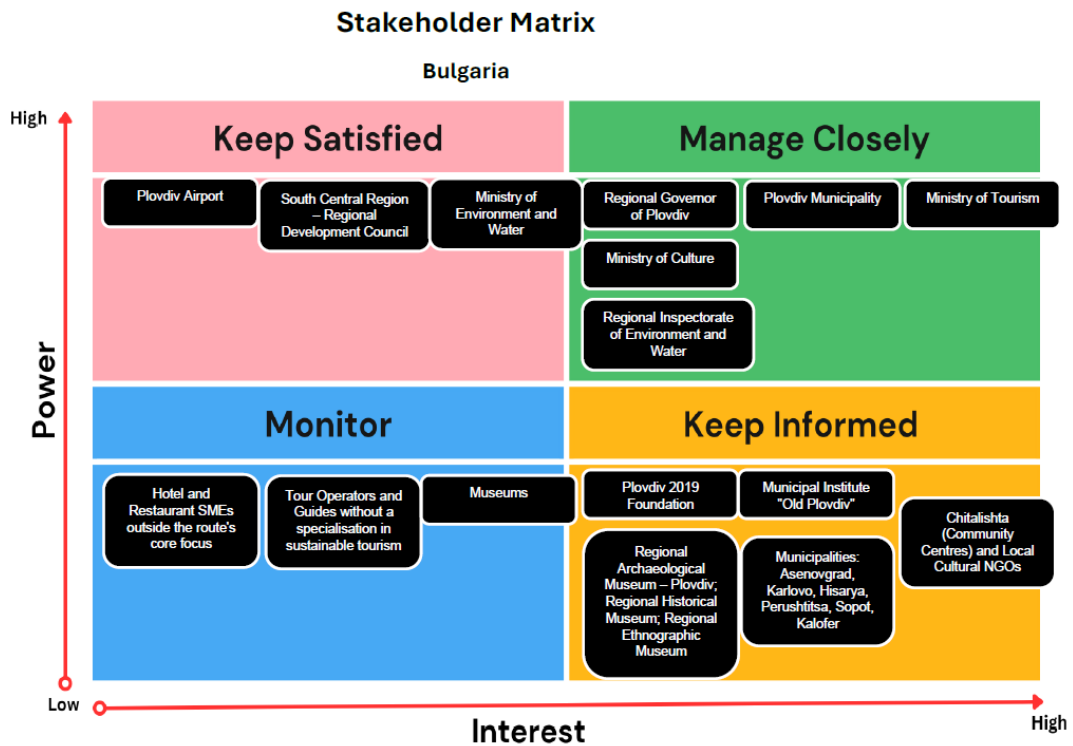 Stakeholder Matrix
Bulgaria
High
Keep Satisfied
Manage Closely
Plovdiv Airport
South Central Region
– Regional
Development Council
Ministry of
Environment and
Water
Regional Governor
of Plovdiv
Plovdiv Municipality
Ministry of Tourism
Ministry of Culture
Regional Inspectorate
of Environment and
Water
Power
Monitor
Keep Informed
Hotel and
Restaurant SMEs
outside the route's
core focus
Tour Operators and
Guides without a
specialisation in
sustainable tourism
Museums
Plovdiv 2019
Foundation
Municipal Institute
"Old Plovdiv"
Chitalishta
(Community
Centres) and Local
Cultural NGOs
Regional
Archaeological
Museum – Plovdiv;
Regional Historical
Museum; Regional
Ethnographic
Museum
Municipalities:
Asenovgrad,
Karlovo, Hisarya,
Perushtitsa, Sopot,
Kalofer
Low
Interest
High